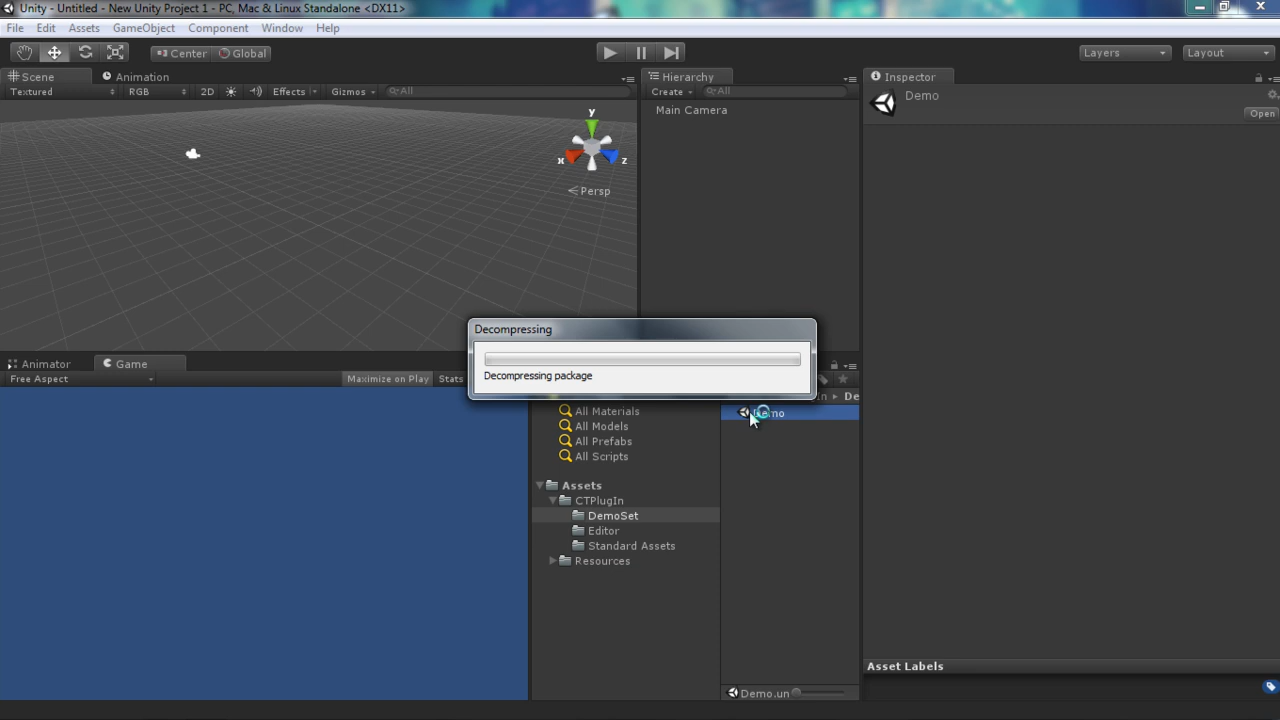 Unity - Untitled - New Unity Project 1 - PC, Mac & Linux Standalone <DX11>
File Edit Assets GameObject Component Window Help
Center Global Layers Layout
Scene Animation
Hierarchy
Inspector
Textured RGB 2D Effects Gizmos All
Create All
Demo
Open
Main Camera
y
x z
Persp
Decompressing
Decompressing package
Animator Game
Free Aspect Maximize on Play Stats
De
All Materials
All Models
All Prefabs
All Scripts
Assets
CTPlugIn
DemoSet
Editor
Standard Assets
Resources
Demo
Demo.un
Asset Labels